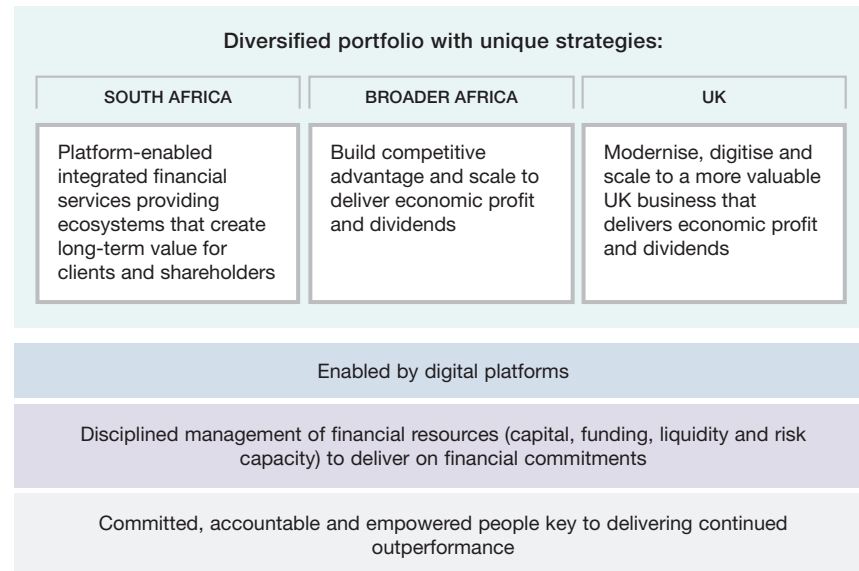 Diversified portfolio with unique strategies:
SOUTH AFRICA
Platform-enabled
integrated financial
services providing
ecosystems that create
long-term value for
clients and shareholders
BROADER AFRICA
Build competitive
advantage and scale to
deliver economic profit
and dividends
UK
Modernise, digitise and
scale to a more valuable
UK business that
delivers economic profit
and dividends
Enabled by digital platforms
Disciplined management of financial resources (capital, funding, liquidity and risk
capacity) to deliver on financial commitments
Committed, accountable and empowered people key to delivering continued
outperformance